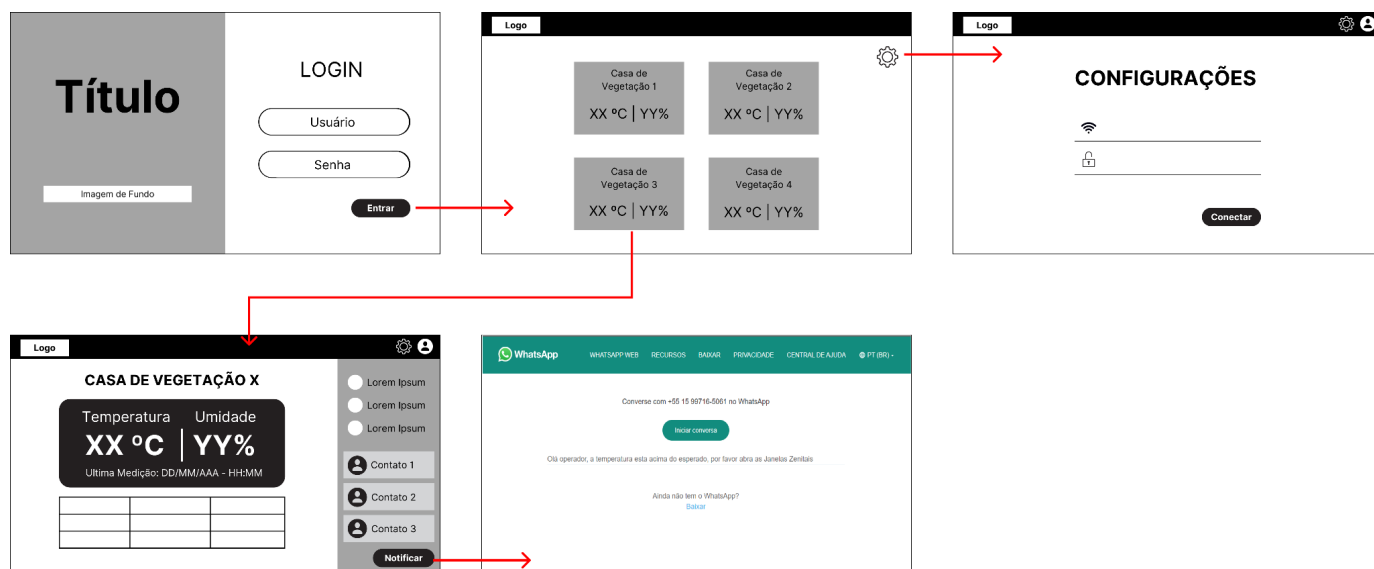 Título
Imagem de Fundo
LOGIN
Usuário
Senha
Entrar
Logo
Casa de
Vegetação 1
XX ºC | YY%
Casa de
Vegetação 2
XX ºC | YY%
Casa de
Vegetação 3
XX ºC | YY%
Casa de
Vegetação 4
XX ºC | YY%
Logo
CONFIGURAÇÕES
Conectar
Logo
CASA DE VEGETAÇÃO X
Temperatura Umidade
XX ºC | YY%
Ultima Medição: DD/MM/AAA - HH:MM
Lorem Ipsum
Lorem Ipsum
Lorem Ipsum
Contato 1
Contato 2
Contato 3
Notificar
WhatsApp WHATSAPP WEB RECURSOS BAIXAR PRIVACIDADE CENTRAL DE AJUDA PT (BR)
Converse com +55 15 99716-5061 no WhatsApp
Iniciar conversa
Olá operador, a temperatura esta acima do esperado, por favor abra as Janelas Zenitais
Ainda não tem o WhatsApp?
Baixar